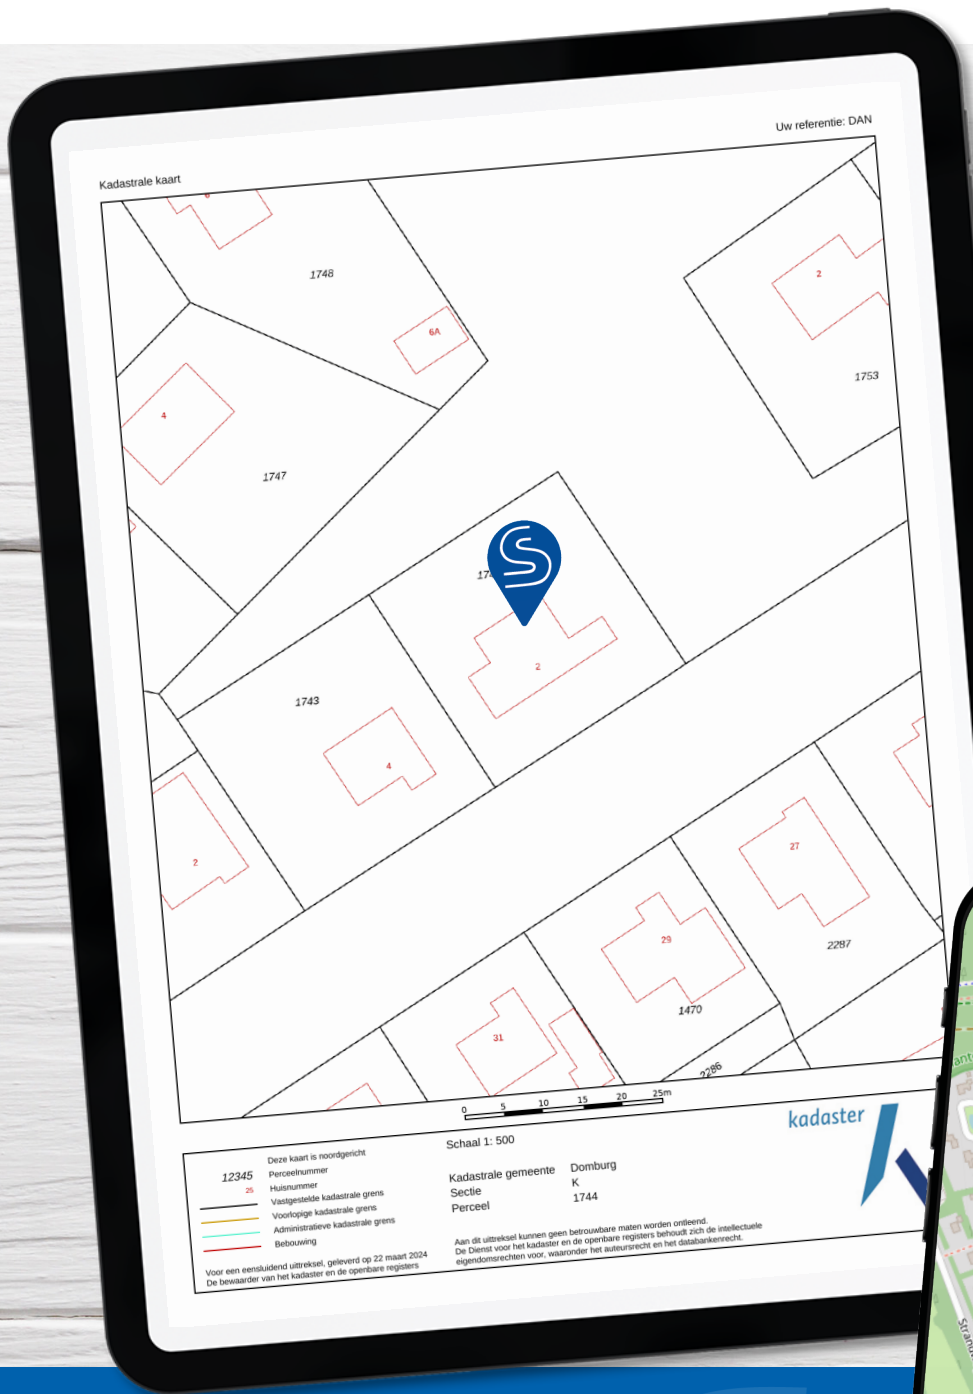 Uw referentie: DAN
Kadastrale kaart
6
1748
2
6A
1753
4
1747
S
2
1743
4
2
27
29
2287
1470
31
2286
0 5 10 15 20 25m
kadaster
Schaal 1: 500
Deze kaart is noordgericht
12345 Perceelnummer
25 Huisnummer
Vastgestelde kadastrale grens
Voorlopige kadastrale grens
Administratieve kadastrale grens
Bebouwing
Kadastrale gemeente Domburg
Sectie K
Perceel 1744
Voor een eensluidend uittreksel, geleverd op 22 maart 2024
De bewaarder van het kadaster en de openbare registers
Aan dit uittreksel kunnen geen betrouwbare maten worden ontleend.
De Dienst voor het kadaster en de openbare registers behoudt zich de intellectuele
eigendomsrechten voor, waaronder het auteursrecht en het databankenrecht.